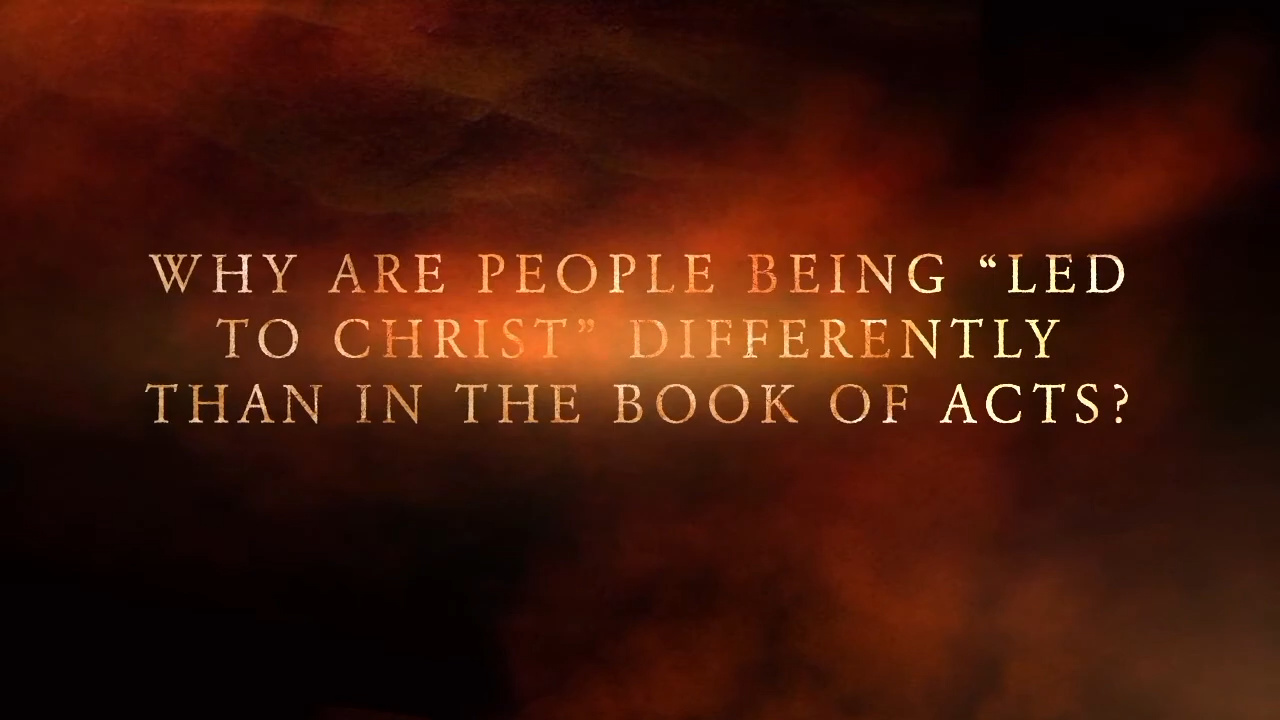 WHY ARE PEOPLE BEING “LED
TO CHRIST” DIFFERENTLY
THAN IN THE BOOK OF ACTS?